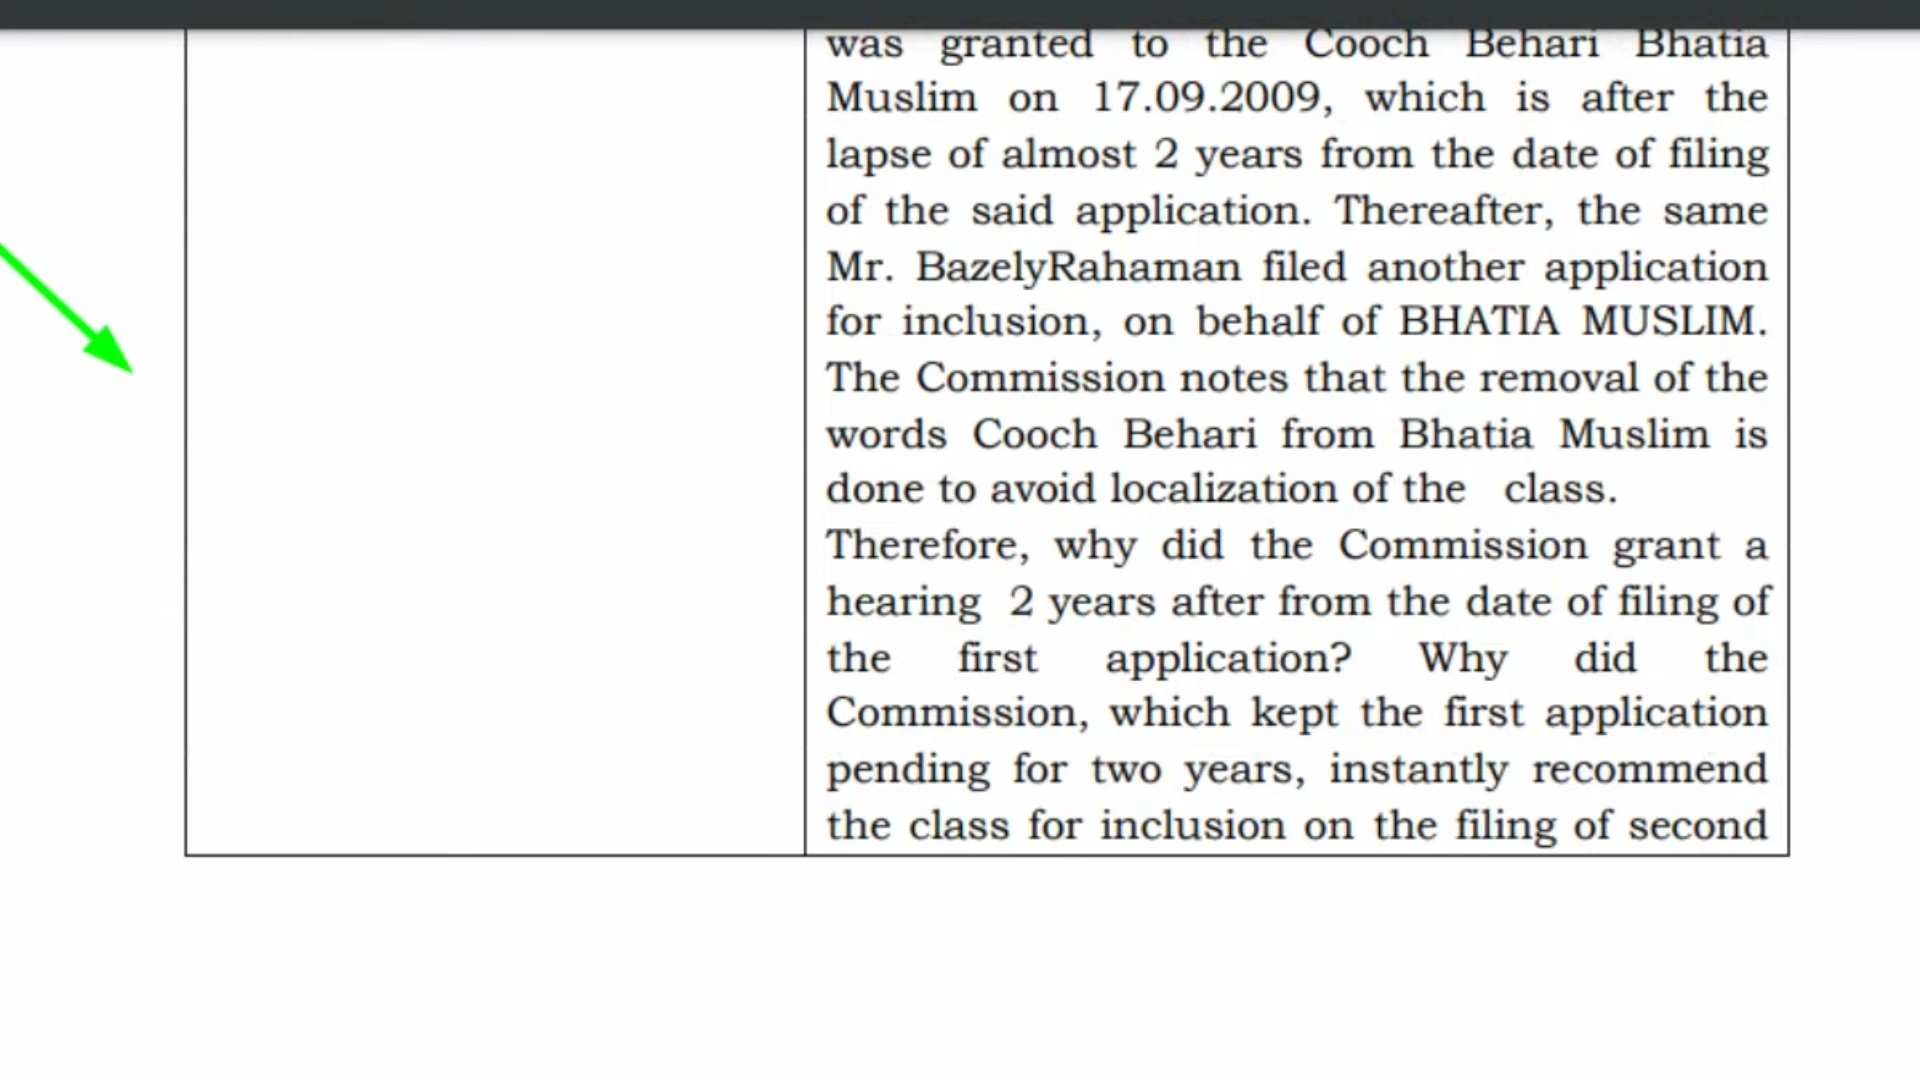 was granted to the Cooch Behari Bhatia
Muslim on 17.09.2009, which is after the
lapse of almost 2 years from the date of filing
of the said application. Thereafter, the same
Mr. BazelyRahaman filed another application
for inclusion, on behalf of BHATIA MUSLIM.
The Commission notes that the removal of the
words Cooch Behari from Bhatia Muslim is
done to avoid localization of the class.
Therefore, why did the Commission grant a
hearing 2 years after from the date of filing of
the first application? Why did the
Commission, which kept the first application
pending for two years, instantly recommend
the class for inclusion on the filing of second